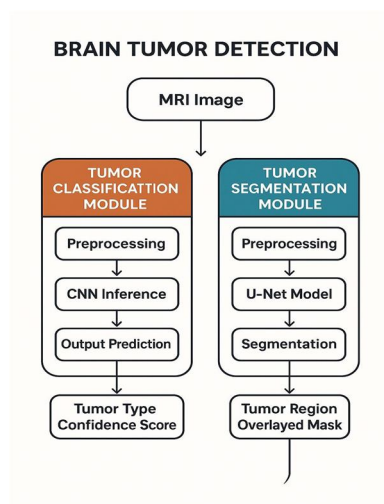 BRAIN TUMOR DETECTION
MRI Image
TUMOR
CLASSIFICATTION
MODULE
Preprocessing
CNN Inference
Output Prediction
Tumor Type
Confidence Score
TUMOR
SEGMENTATION
MODULE
Preprocessing
U-Net Model
Segmentation
Tumor Region
Overlayed Mask